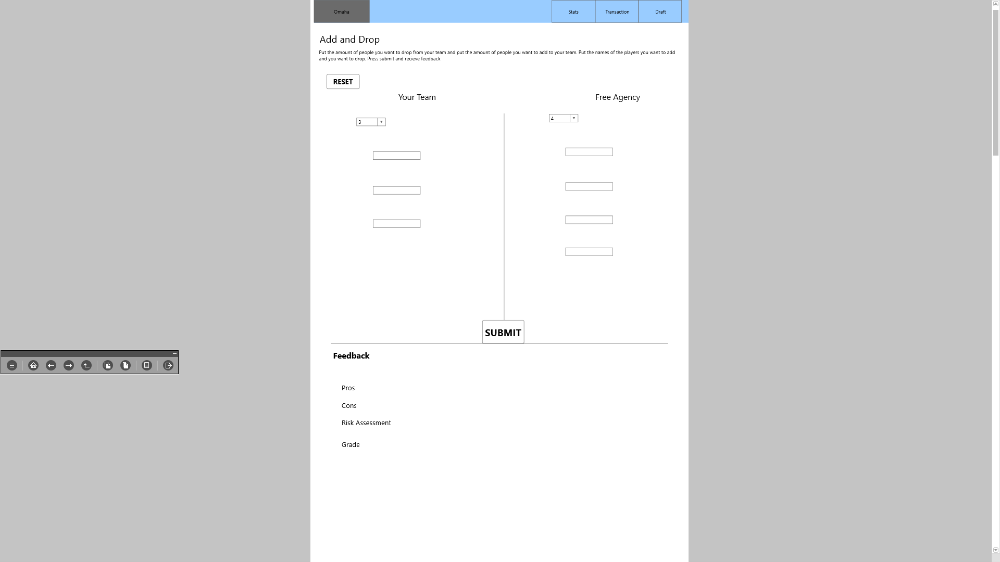 Omaha
Stats
Transaction
Draft
Add and Drop
Put the amount of people you want to drop from your team and put the amount of people you want to add to your team. Put the names of the players you want to add
and you want to drop. Press submit and recieve feedback
RESET
Your Team
Free Agency
3
4
SUBMIT
Feedback
Pros
Cons
Risk Assessment
Grade